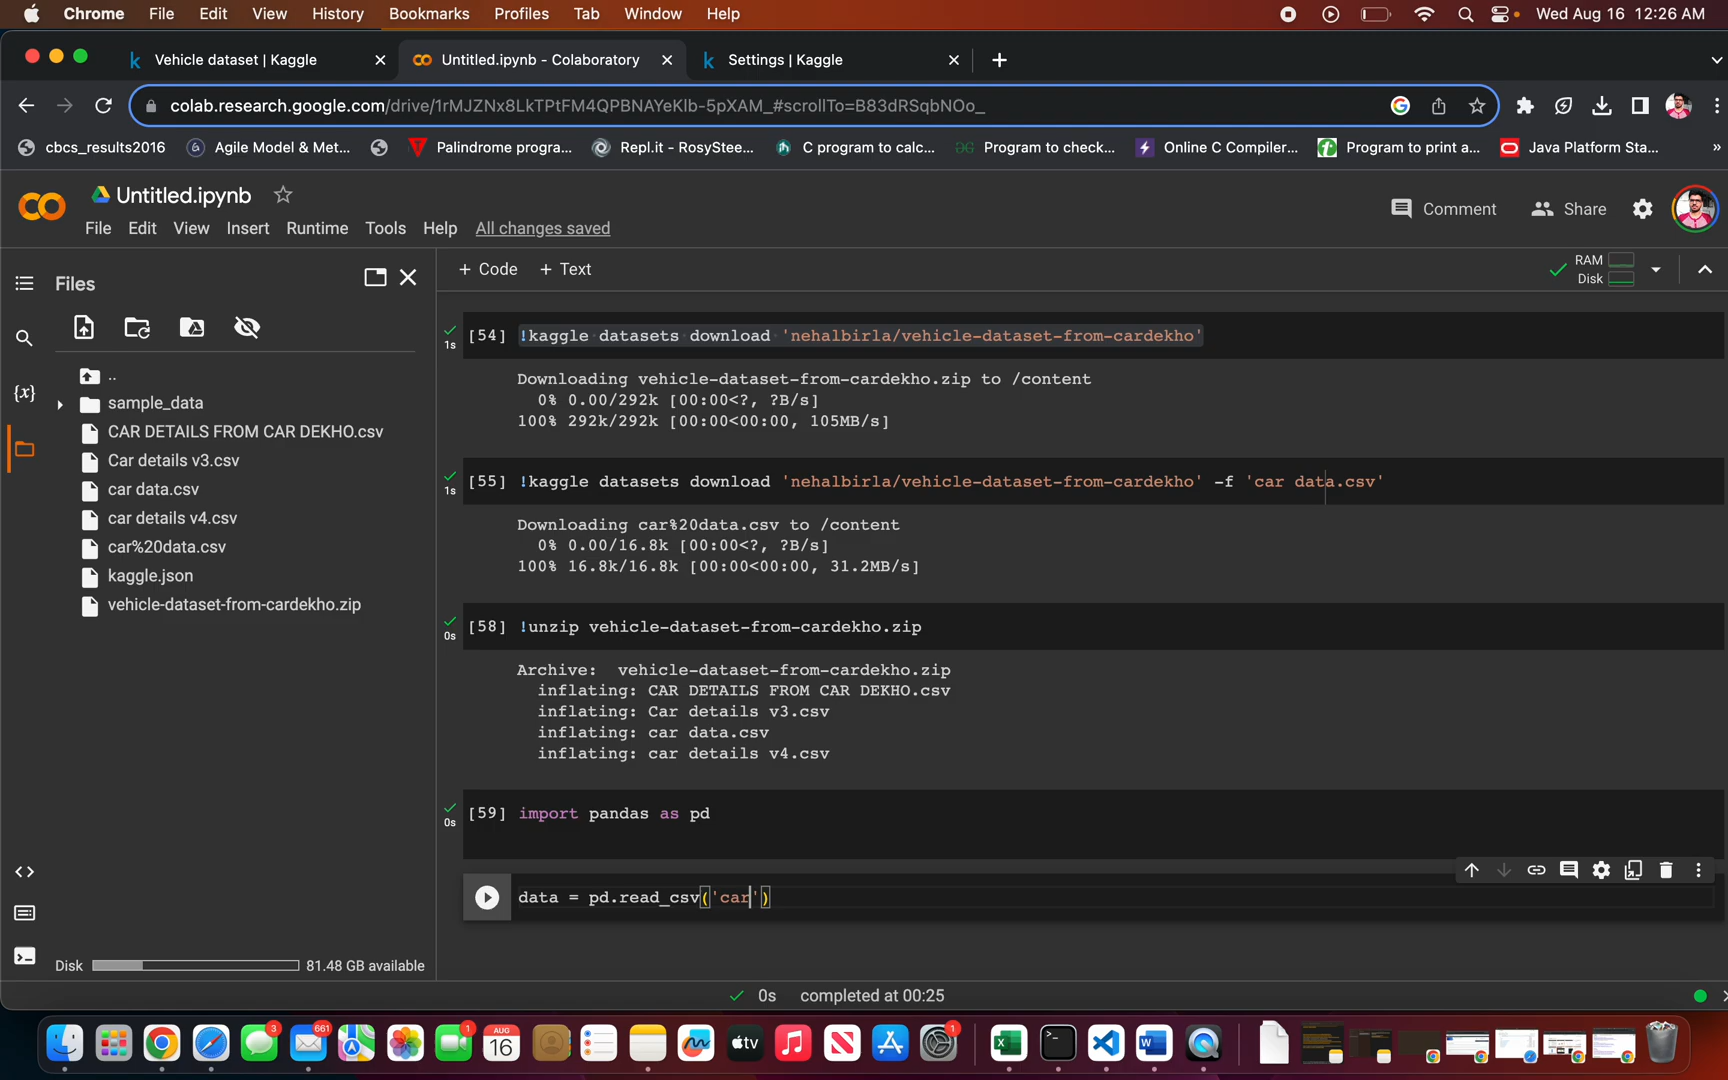 Chrome File Edit View History Bookmarks Profiles Tab Window Help Wed Aug 16 12:26 AM
Vehicle dataset | Kaggle Untitled.ipynb - Colaboratory Settings | Kaggle
colab.research.google.com/drive/1rMJZNx8LkTPtFM4QPBNAYeKlb-5pXAM_#scrollTo=B83dRSqbNOo_
cbcs_results2016 Agile Model & Met... Palindrome progra... Repl.it - RosyStee... C program to calc... Program to check... Online C Compiler... Program to print a... Java Platform Sta... »
Untitled.ipynb
Comment Share
File Edit View Insert Runtime Tools Help All changes saved
Files
+ Code + Text
RAM
Disk
..
sample_data
CAR DETAILS FROM CAR DEKHO.csv
Car details v3.csv
car data.csv
car details v4.csv
car%20data.csv
kaggle.json
vehicle-dataset-from-cardekho.zip
Disk 81.48 GB available
1s [54] !kaggle datasets download 'nehalbirla/vehicle-dataset-from-cardekho'
Downloading vehicle-dataset-from-cardekho.zip to /content
0% 0.00/292k [00:00<?, ?B/s]
100% 292k/292k [00:00<00:00, 105MB/s]
1s [55] !kaggle datasets download 'nehalbirla/vehicle-dataset-from-cardekho' -f 'car data.csv'
Downloading car%20data.csv to /content
0% 0.00/16.8k [00:00<?, ?B/s]
100% 16.8k/16.8k [00:00<00:00, 31.2MB/s]
0s [58] !unzip vehicle-dataset-from-cardekho.zip
Archive: vehicle-dataset-from-cardekho.zip
inflating: CAR DETAILS FROM CAR DEKHO.csv
inflating: Car details v3.csv
inflating: car data.csv
inflating: car details v4.csv
0s [59] import pandas as pd
data = pd.read_csv('car')
0s completed at 00:25
3 661 1 AUG 16 tv 1